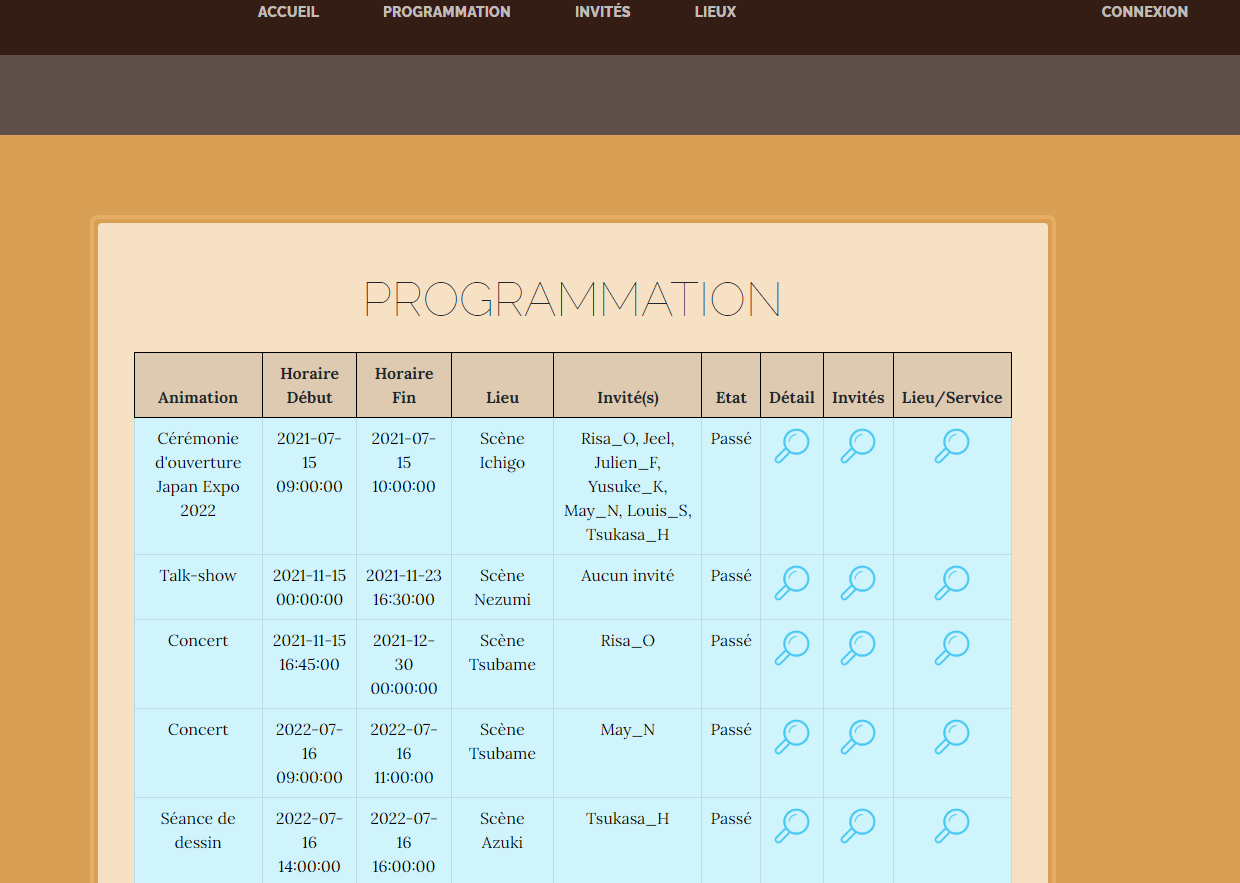 ACCUEIL PROGRAMMATION INVITÉS LIEUX CONNEXION
PROGRAMMATION
Animation Horaire Début Horaire Fin Lieu Invité(s) Etat Détail Invités Lieu/Service
Cérémonie 2021-07- 2021-07- Scène Risa_O, Jeel, Passé
d'ouverture 15 15 Ichigo Julien_F,
Japan Expo 09:00:00 10:00:00 Yusuke_K,
2022 May_N, Louis_S,
Tsukasa_H
Talk-show 2021-11-15 2021-11-23 Scène Aucun invité Passé
00:00:00 16:30:00 Nezumi
Concert 2021-11-15 2021-12- Scène Risa_O Passé
16:45:00 30 Tsubame
00:00:00
Concert 2022-07- 2022-07- Scène May_N Passé
16 16 Tsubame
09:00:00 11:00:00
Séance de 2022-07- 2022-07- Scène Tsukasa_H Passé
dessin 16 16 Azuki
14:00:00 16:00:00